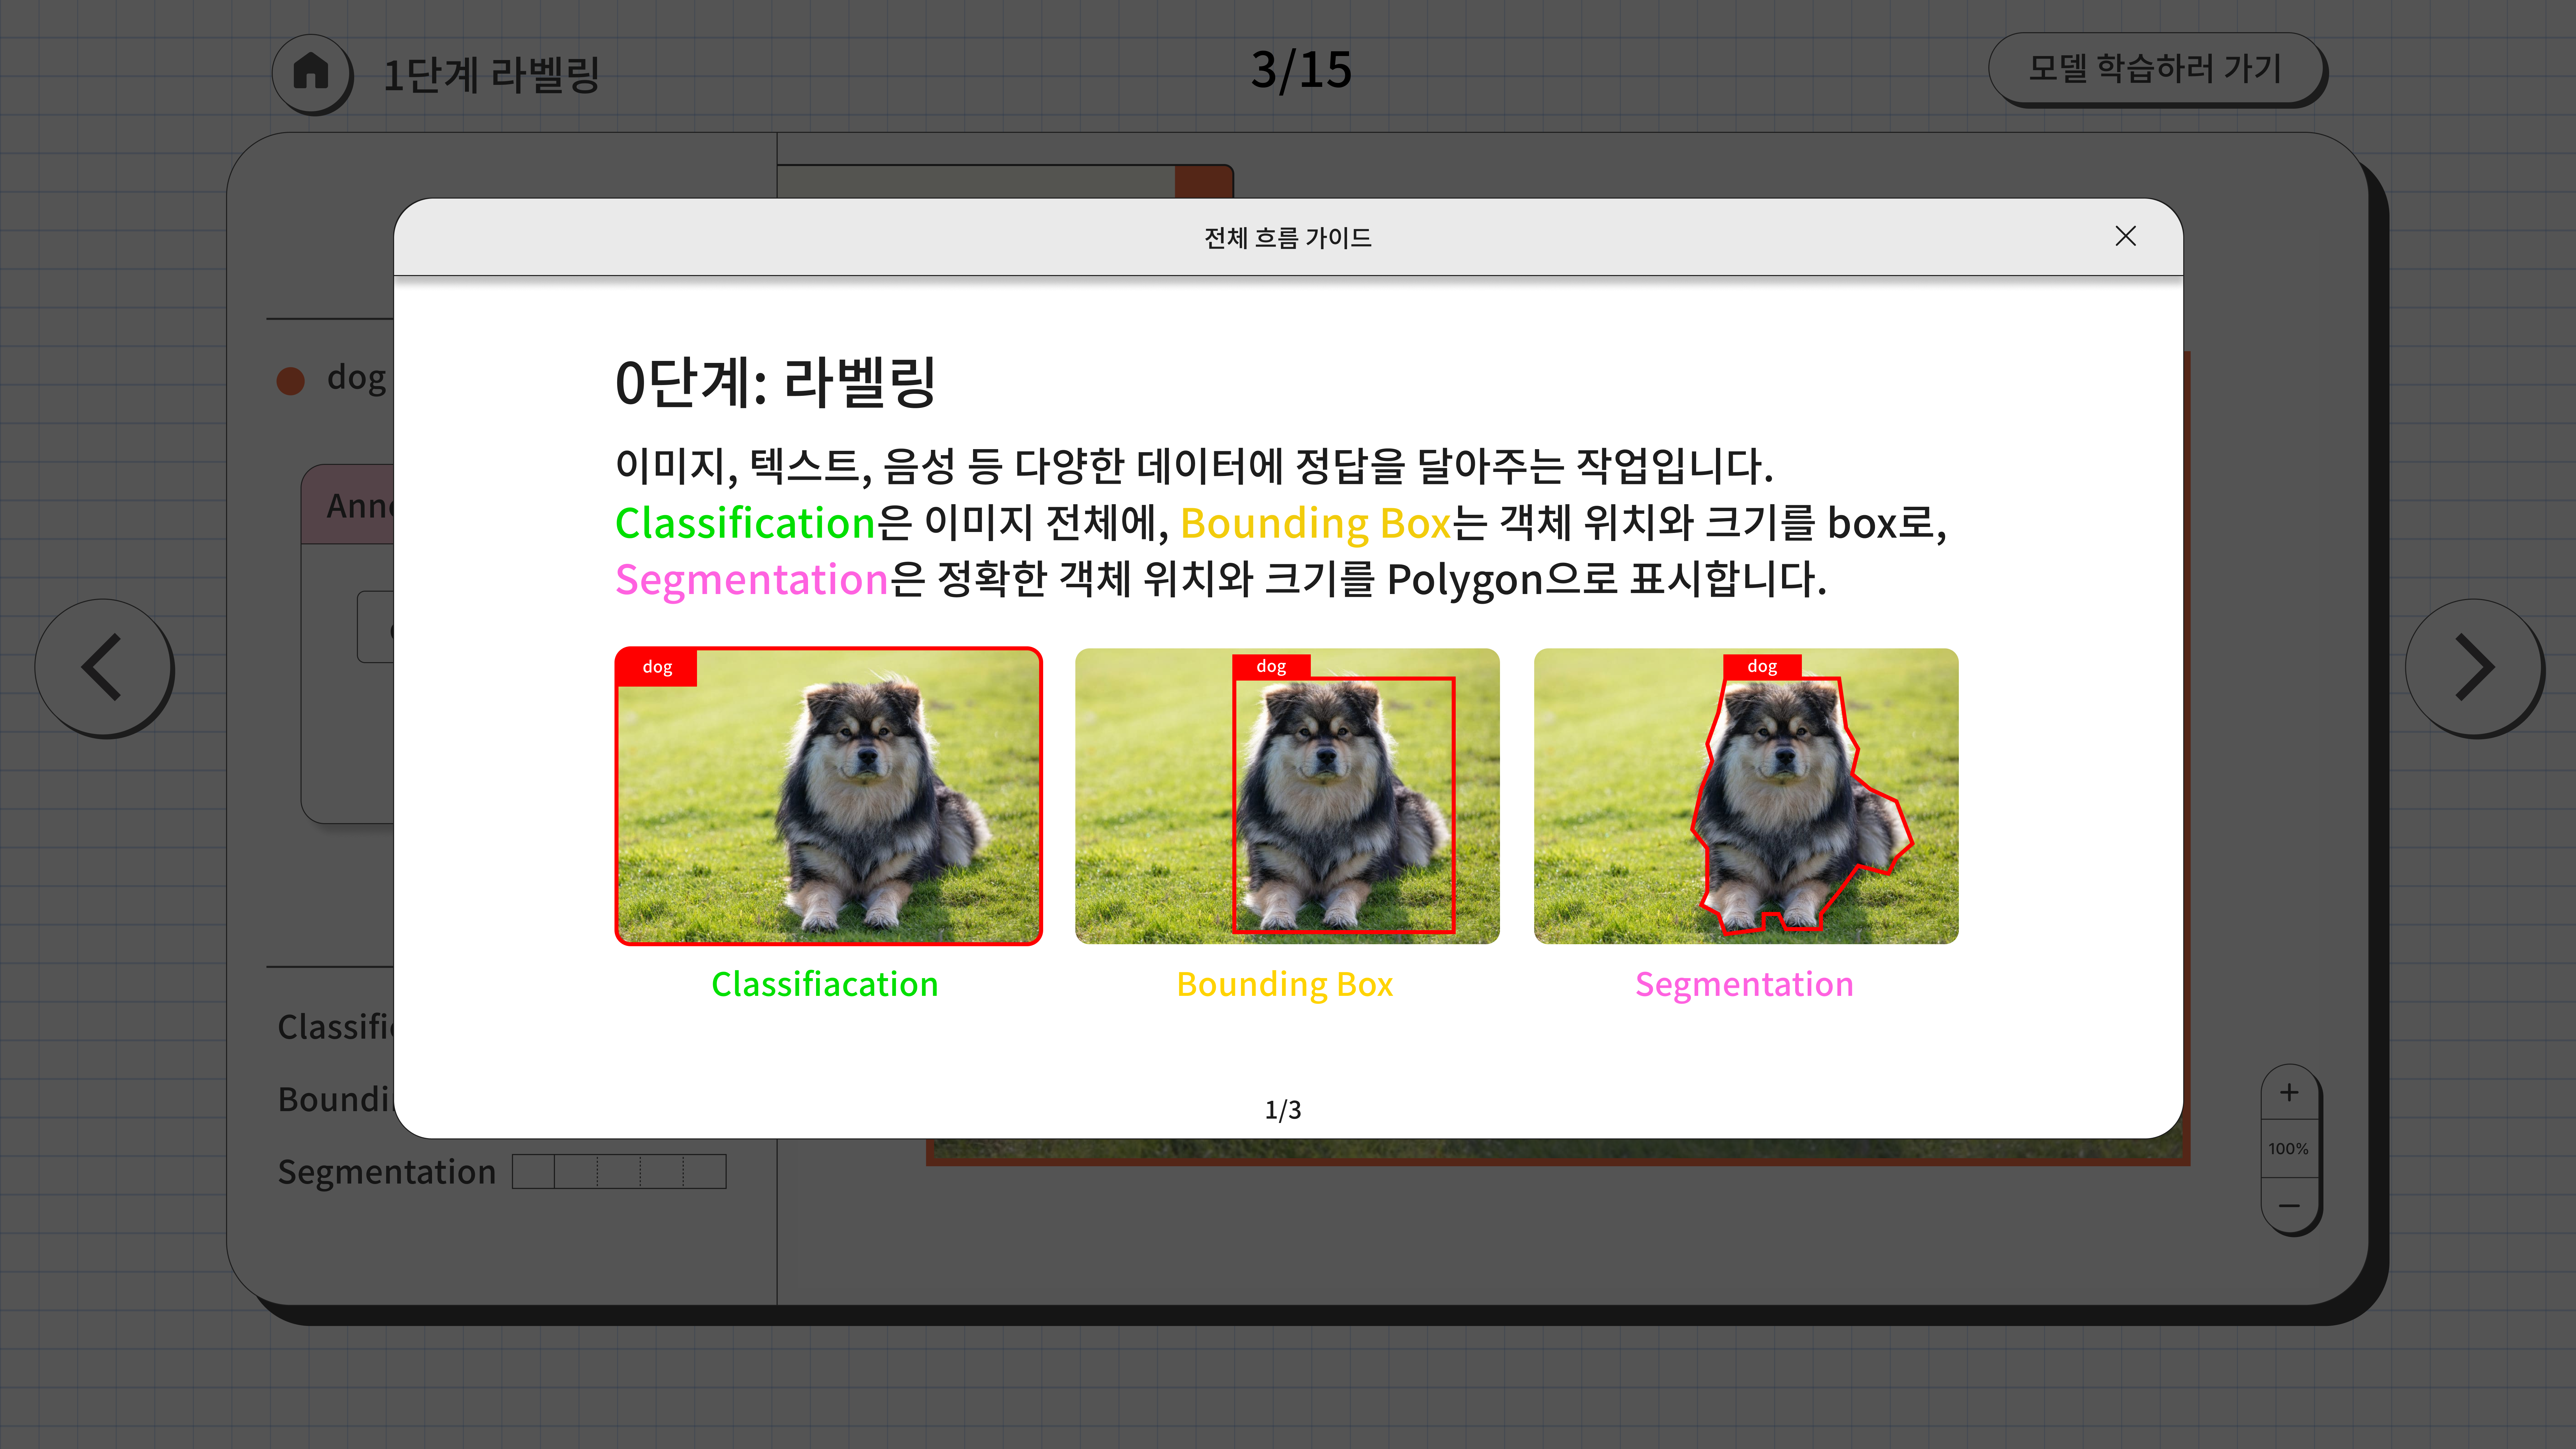 1단계 라벨링
3/15
모델 학습하러 가기
전체 흐름 가이드
dog
0단계: 라벨링
이미지, 텍스트, 음성 등 다양한 데이터에 정답을 달아주는 작업입니다.
Classification은 이미지 전체에, Bounding Box는 객체 위치와 크기를 box로,
Segmentation은 정확한 객체 위치와 크기를 Polygon으로 표시합니다.
dog
dog
dog
Classifiacation
Bounding Box
Segmentation
Segmentation
1/3
+
100%
−